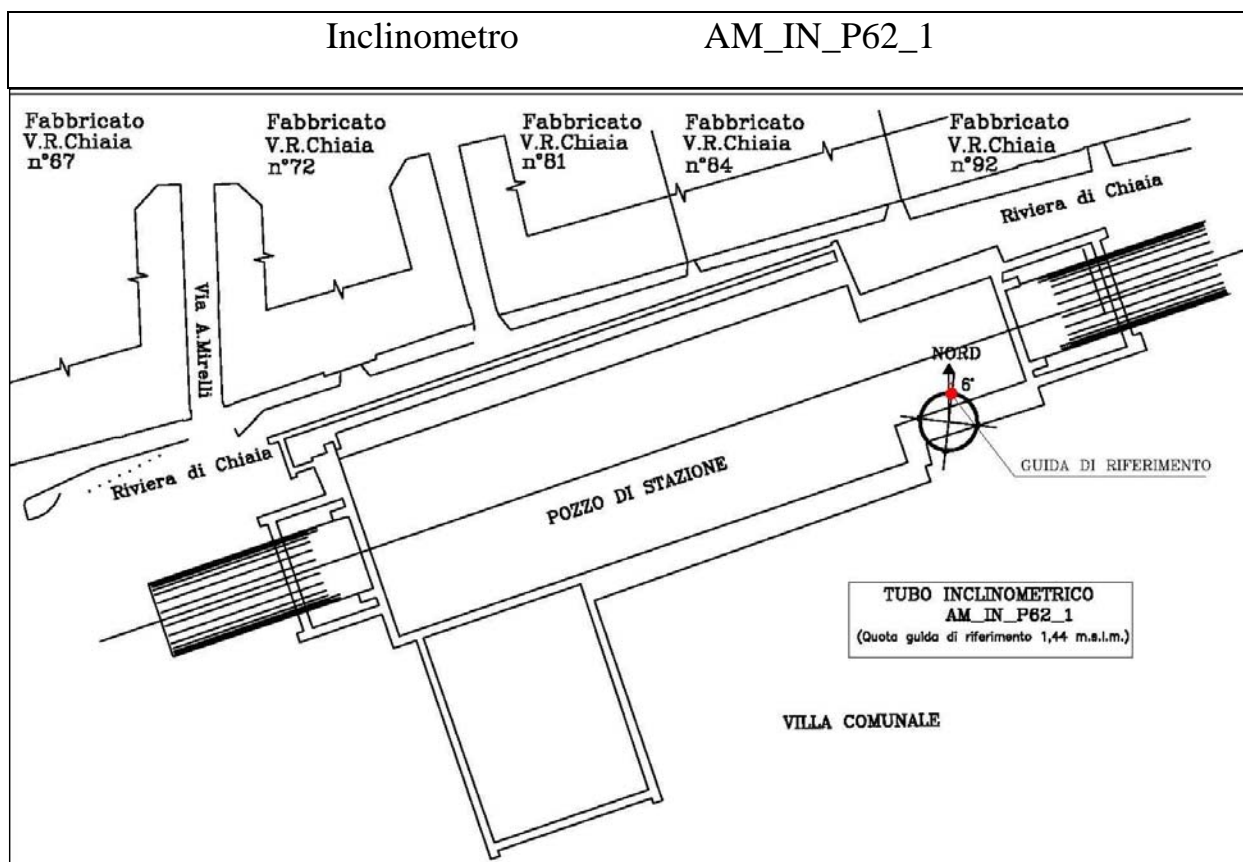 Inclinometro AM_IN_P62_1
Fabbricato
V.R.Chiaia
n°67
Fabbricato
V.R.Chiaia
n°72
Fabbricato
V.R.Chiaia
n°81
Fabbricato
V.R.Chiaia
n°84
Fabbricato
V.R.Chiaia
n°92
Riviera di Chiaia
Via A.Mirelli
NORD
6°
Riviera di Chiaia
GUIDA DI RIFERIMENTO
POZZO DI STAZIONE
TUBO INCLINOMETRICO
AM_IN_P62_1
(Quota guida di riferimento 1,44 m.s.l.m.)
VILLA COMUNALE